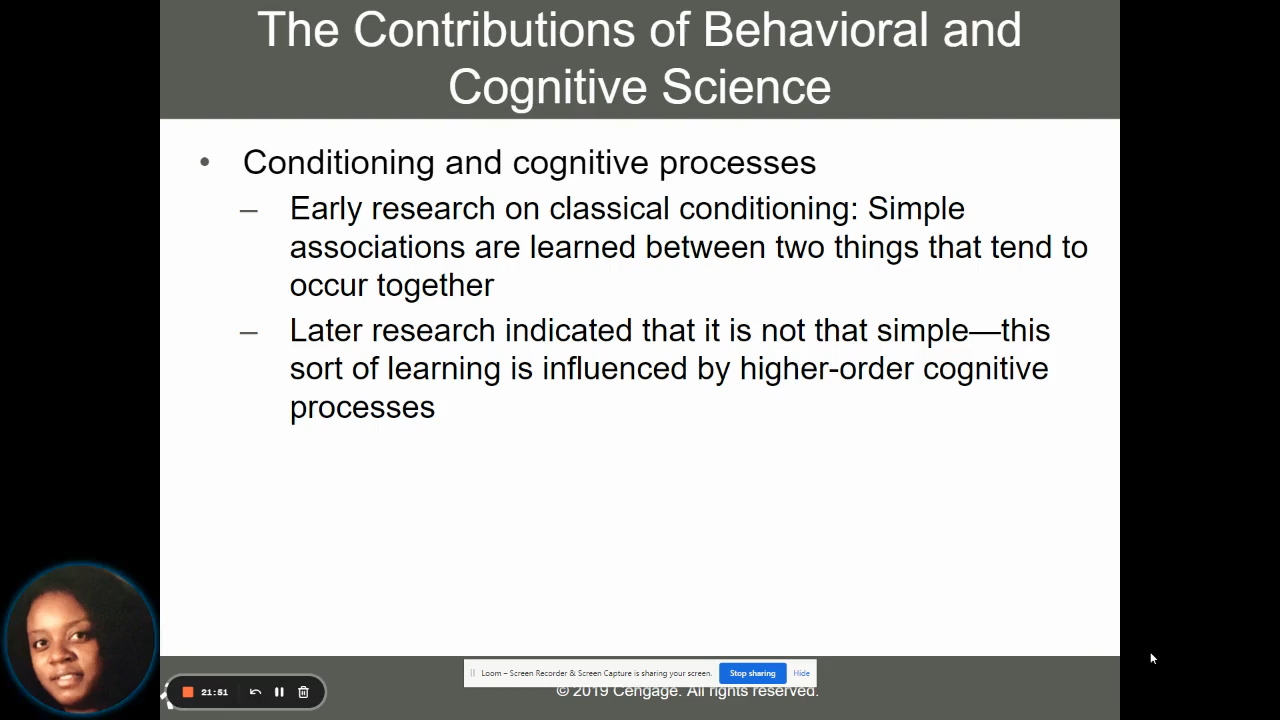 The Contributions of Behavioral and
Cognitive Science
• Conditioning and cognitive processes
– Early research on classical conditioning: Simple
associations are learned between two things that tend to
occur together
– Later research indicated that it is not that simple—this
sort of learning is influenced by higher-order cognitive
processes
Loom – Screen Recorder & Screen Capture is sharing your screen.
Stop sharing
Hide
21:51
© 2019 Cengage. All rights reserved.